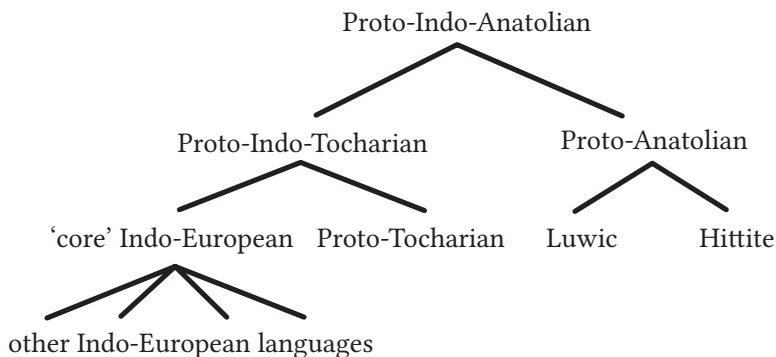 Proto-Indo-Anatolian
Proto-Indo-Tocharian Proto-Anatolian
‘core’ Indo-European Proto-Tocharian Luwic Hittite
other Indo-European languages